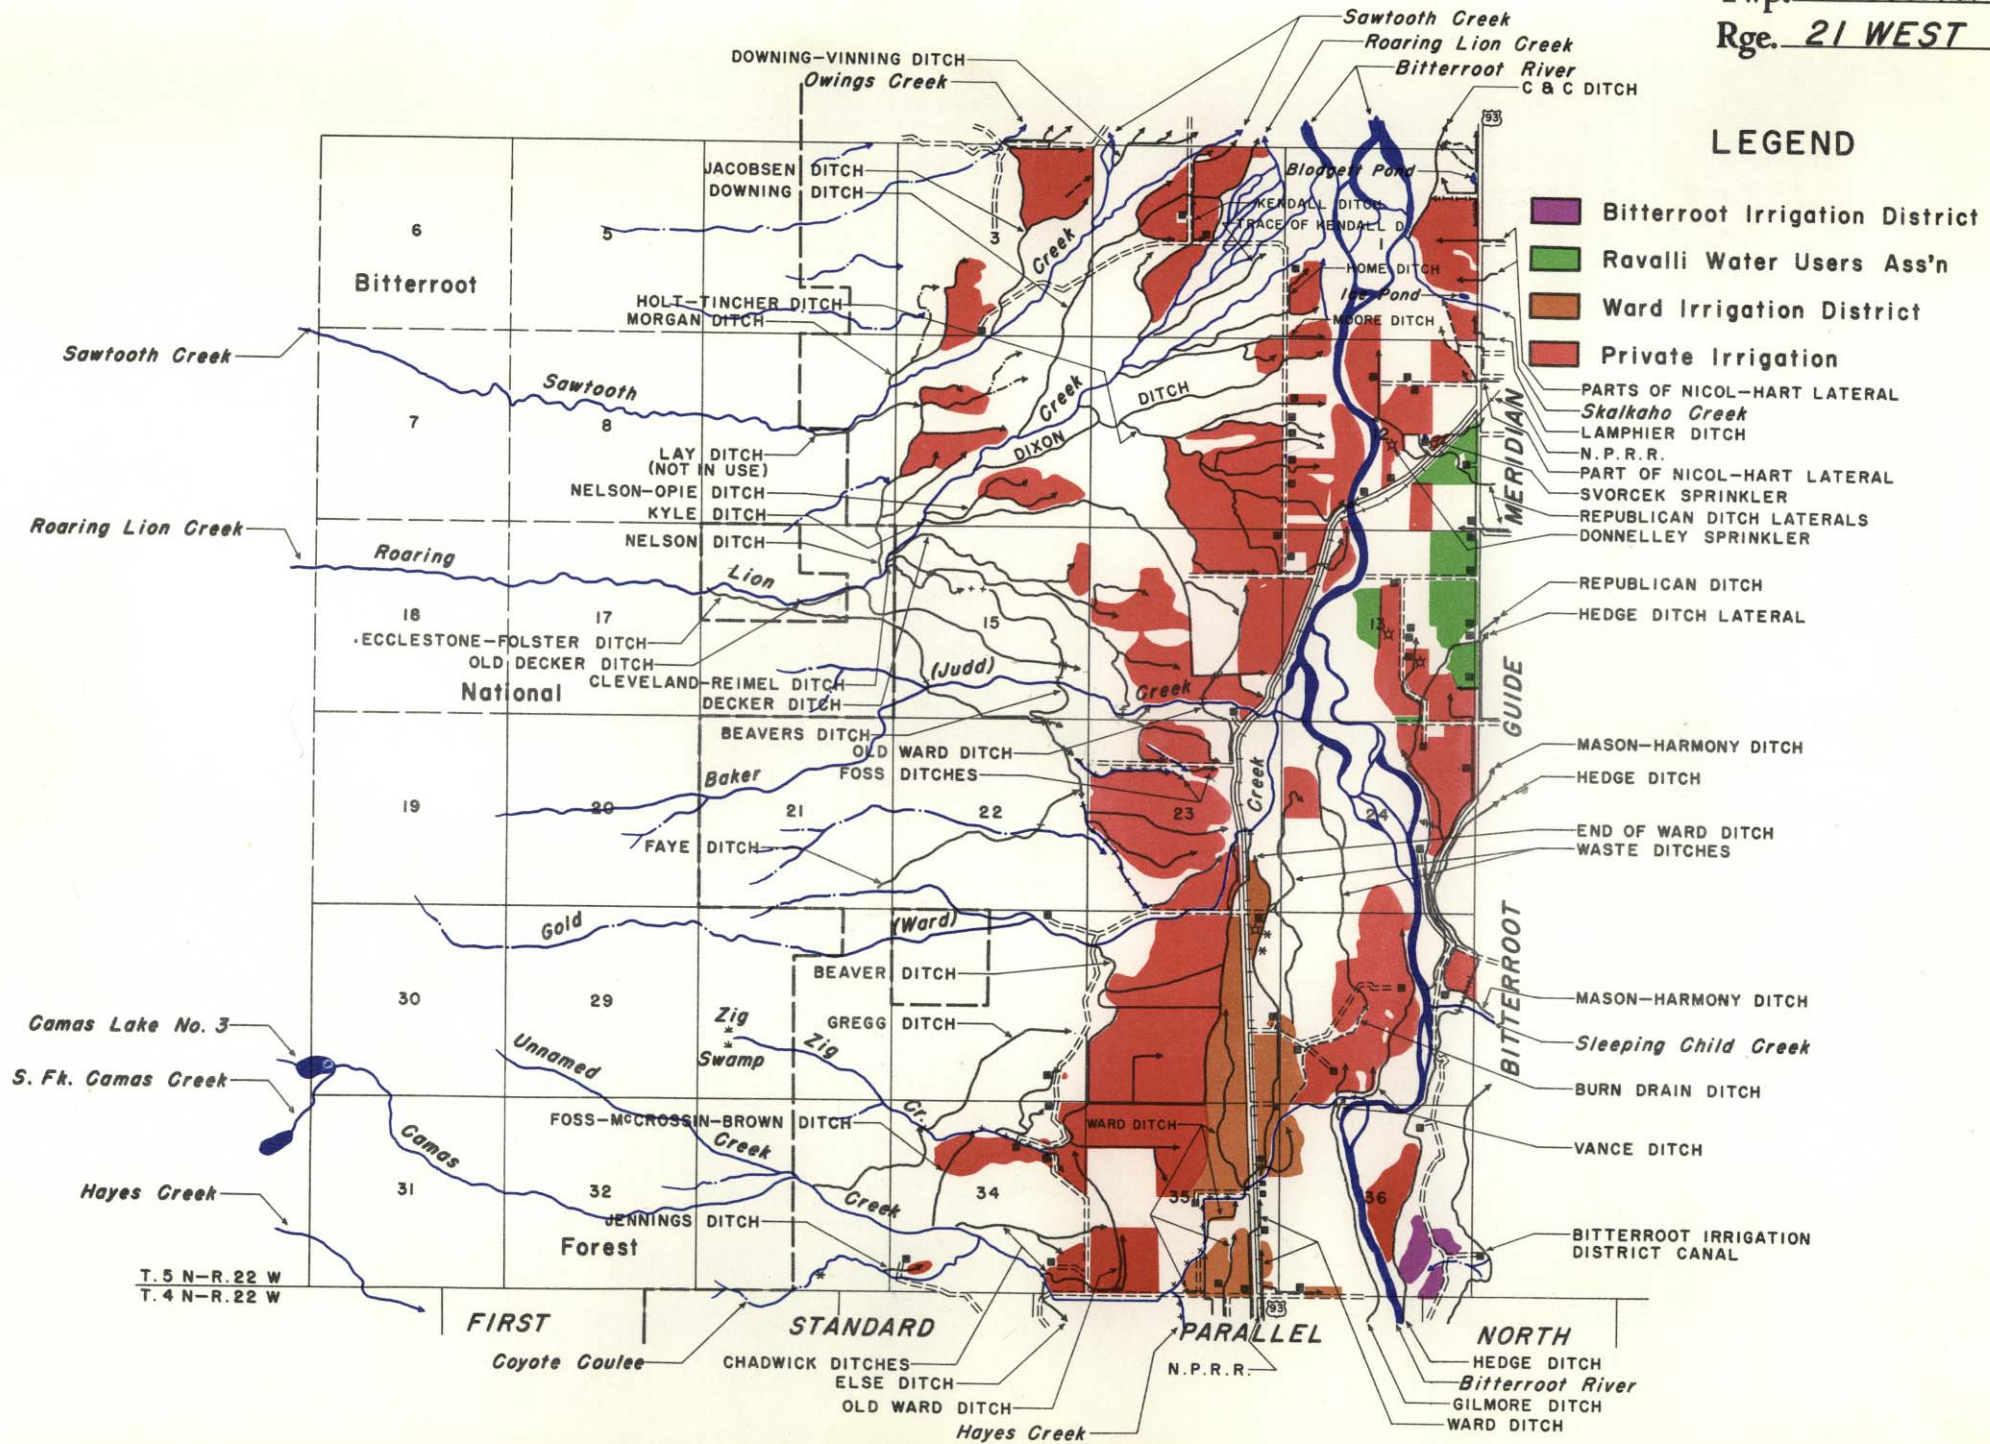 Rge. 21 WEST
LEGEND
Bitterroot Irrigation District
Ravalli Water Users Ass'n
Ward Irrigation District
Private Irrigation
Sawtooth Creek
Roaring Lion Creek
Bitterroot River
C & C DITCH
DOWNING-VINNING DITCH
Owings Creek
93
JACOBSEN DITCH
DOWNING DITCH
Blodgett Pond
KENDALL DITCH
TRACE OF KENDALL D.
6
5
3
1
Creek
Bitterroot
HOME DITCH
Ice Pond
HOLT-TINCHER DITCH
MORGAN DITCH
MOORE DITCH
Sawtooth Creek
Sawtooth
Creek
DITCH
DIXON
7
8
12
LAY DITCH
(NOT IN USE)
NELSON-OPIE DITCH
KYLE DITCH
NELSON DITCH
PARTS OF NICOL-HART LATERAL
Skalkaho Creek
LAMPHIER DITCH
N.P.R.R.
PART OF NICOL-HART LATERAL
SVORCEK SPRINKLER
REPUBLICAN DITCH LATERALS
DONNELLEY SPRINKLER
MERIDIAN
Roaring Lion Creek
Roaring
Lion
REPUBLICAN DITCH
HEDGE DITCH LATERAL
18
17
15
13
ECCLESTONE-FOLSTER DITCH
OLD DECKER DITCH
CLEVELAND-REIMEL DITCH
DECKER DITCH
National
(Judd)
Creek
GUIDE
BEAVERS DITCH
OLD WARD DITCH
FOSS DITCHES
MASON-HARMONY DITCH
HEDGE DITCH
Baker
Creek
19
20
21
22
23
24
FAYE DITCH
END OF WARD DITCH
WASTE DITCHES
Gold
(Ward)
BITTERROOT
BEAVER DITCH
30
29
Zig
Swamp
Zig
GREGG DITCH
MASON-HARMONY DITCH
Sleeping Child Creek
Camas Lake No. 3
Unnamed
S. Fk. Camas Creek
BURN DRAIN DITCH
Cr.
FOSS-McCROSSIN-BROWN DITCH
WARD DITCH
Camas
Creek
VANCE DITCH
Hayes Creek
31
32
34
35
36
Creek
JENNINGS DITCH
Forest
BITTERROOT IRRIGATION
DISTRICT CANAL
T. 5 N-R. 22 W
T. 4 N-R. 22 W
93
FIRST STANDARD PARALLEL NORTH
Coyote Coulee
CHADWICK DITCHES
ELSE DITCH
OLD WARD DITCH
Hayes Creek
N.P.R.R.
HEDGE DITCH
Bitterroot River
GILMORE DITCH
WARD DITCH